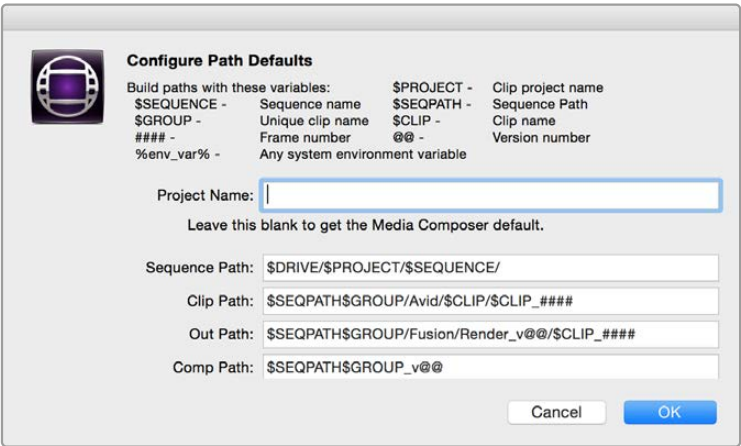 Configure Path Defaults
Build paths with these variables: $PROJECT - Clip project name
$SEQUENCE - Sequence name $SEQPATH - Sequence Path
$GROUP - Unique clip name $CLIP - Clip name
#### - Frame number @@ - Version number
%env_var% - Any system environment variable
Project Name:
Leave this blank to get the Media Composer default.
Sequence Path: $DRIVE/$PROJECT/$SEQUENCE/
Clip Path: $SEQPATH$GROUP/Avid/$CLIP/$CLIP_####
Out Path: $SEQPATH$GROUP/Fusion/Render_v@@/$CLIP_####
Comp Path: $SEQPATH$GROUP_v@@
Cancel OK